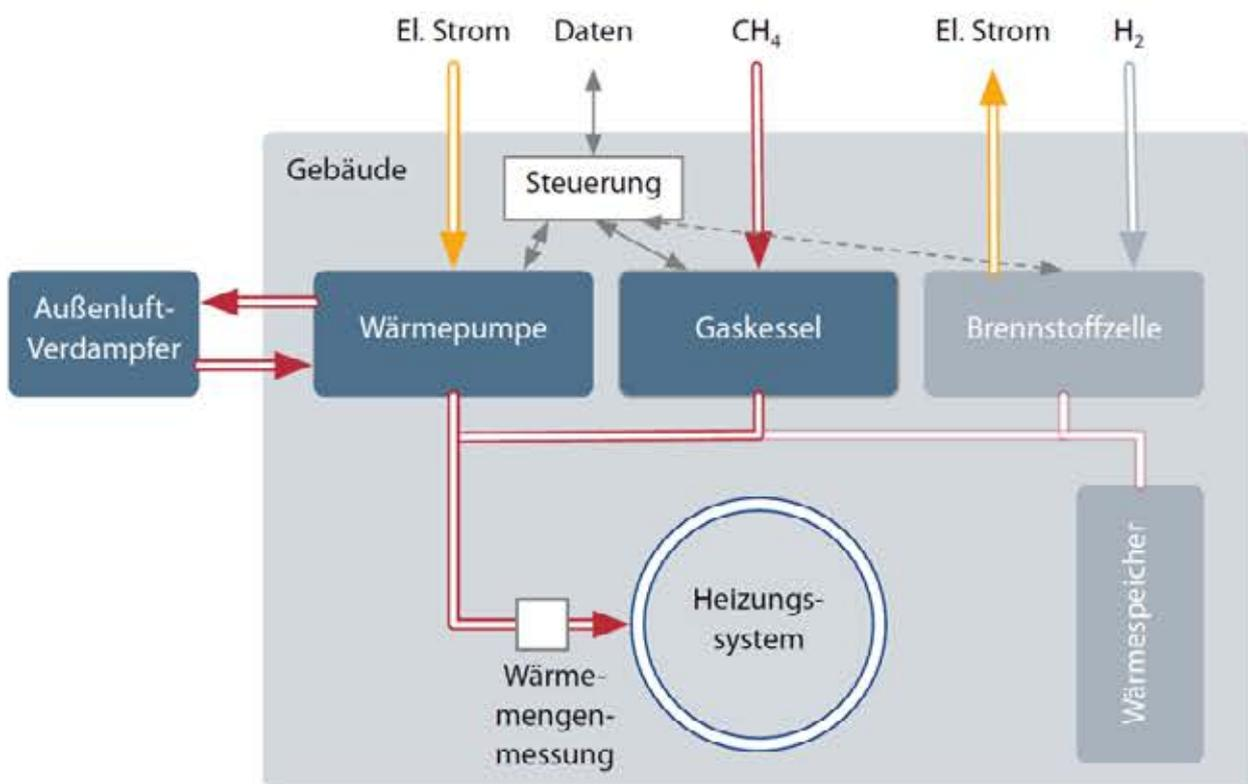 El. Strom
Daten
CH₄
El. Strom
H₂
Gebäude
Steuerung
Außenluft-
Verdampfer
Wärmepumpe
Gaskessel
Brennstoffzelle
Heizungs-
system
Wärme-
mengen-
messung
Wärmespeicher